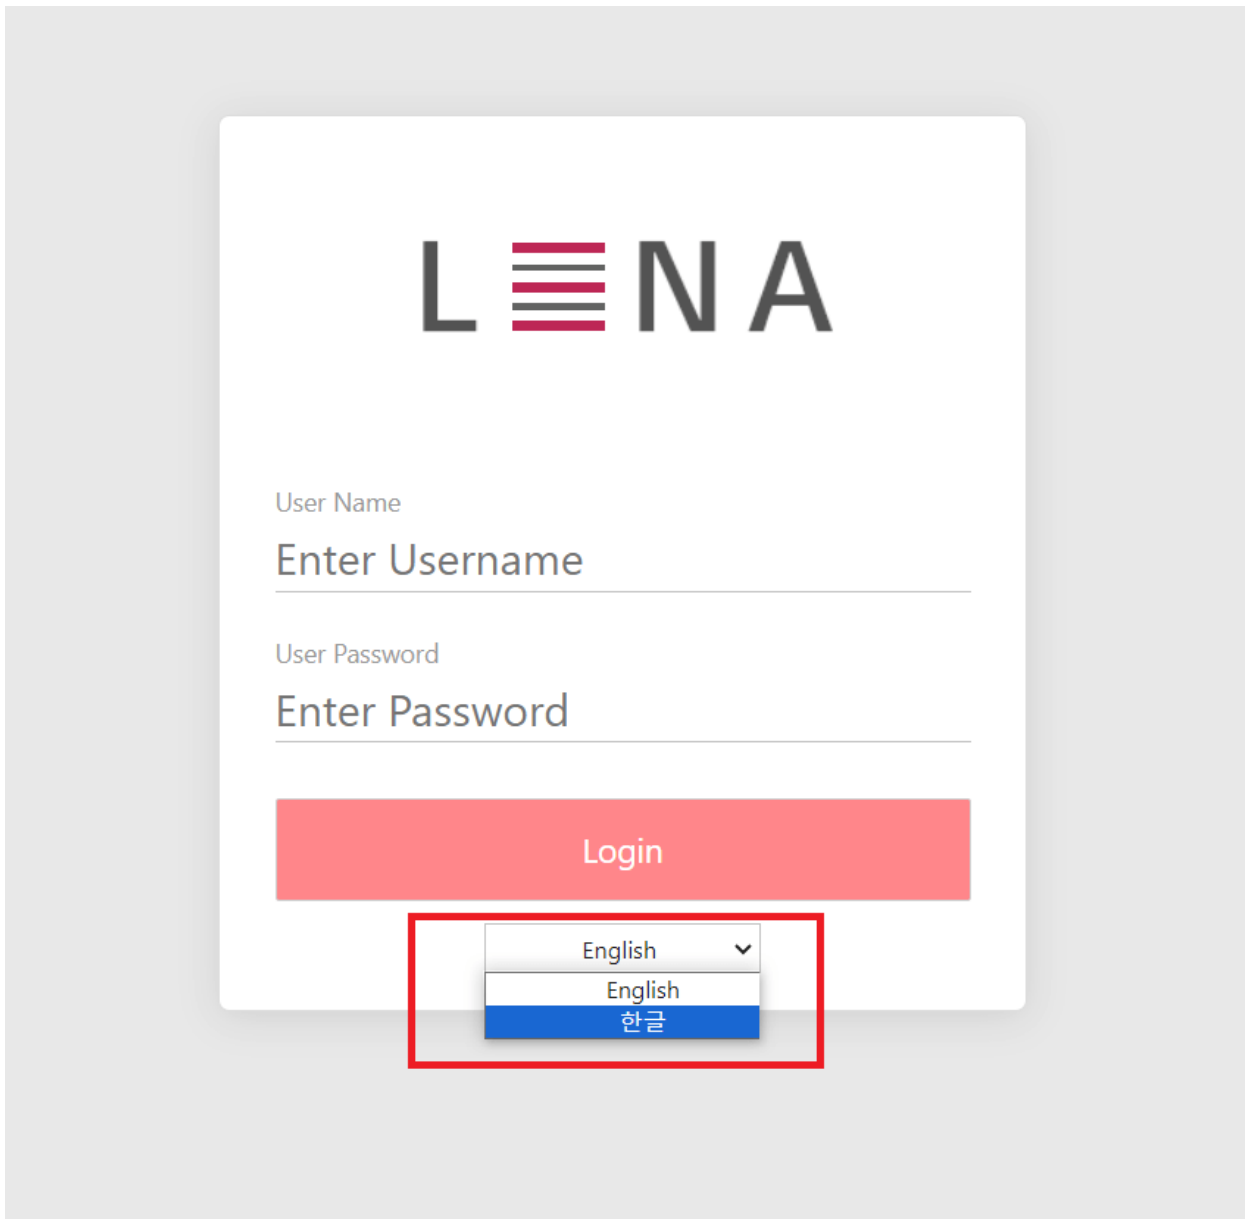 LENA
User Name
Enter Username
User Password
Enter Password
Login
English
English
한글